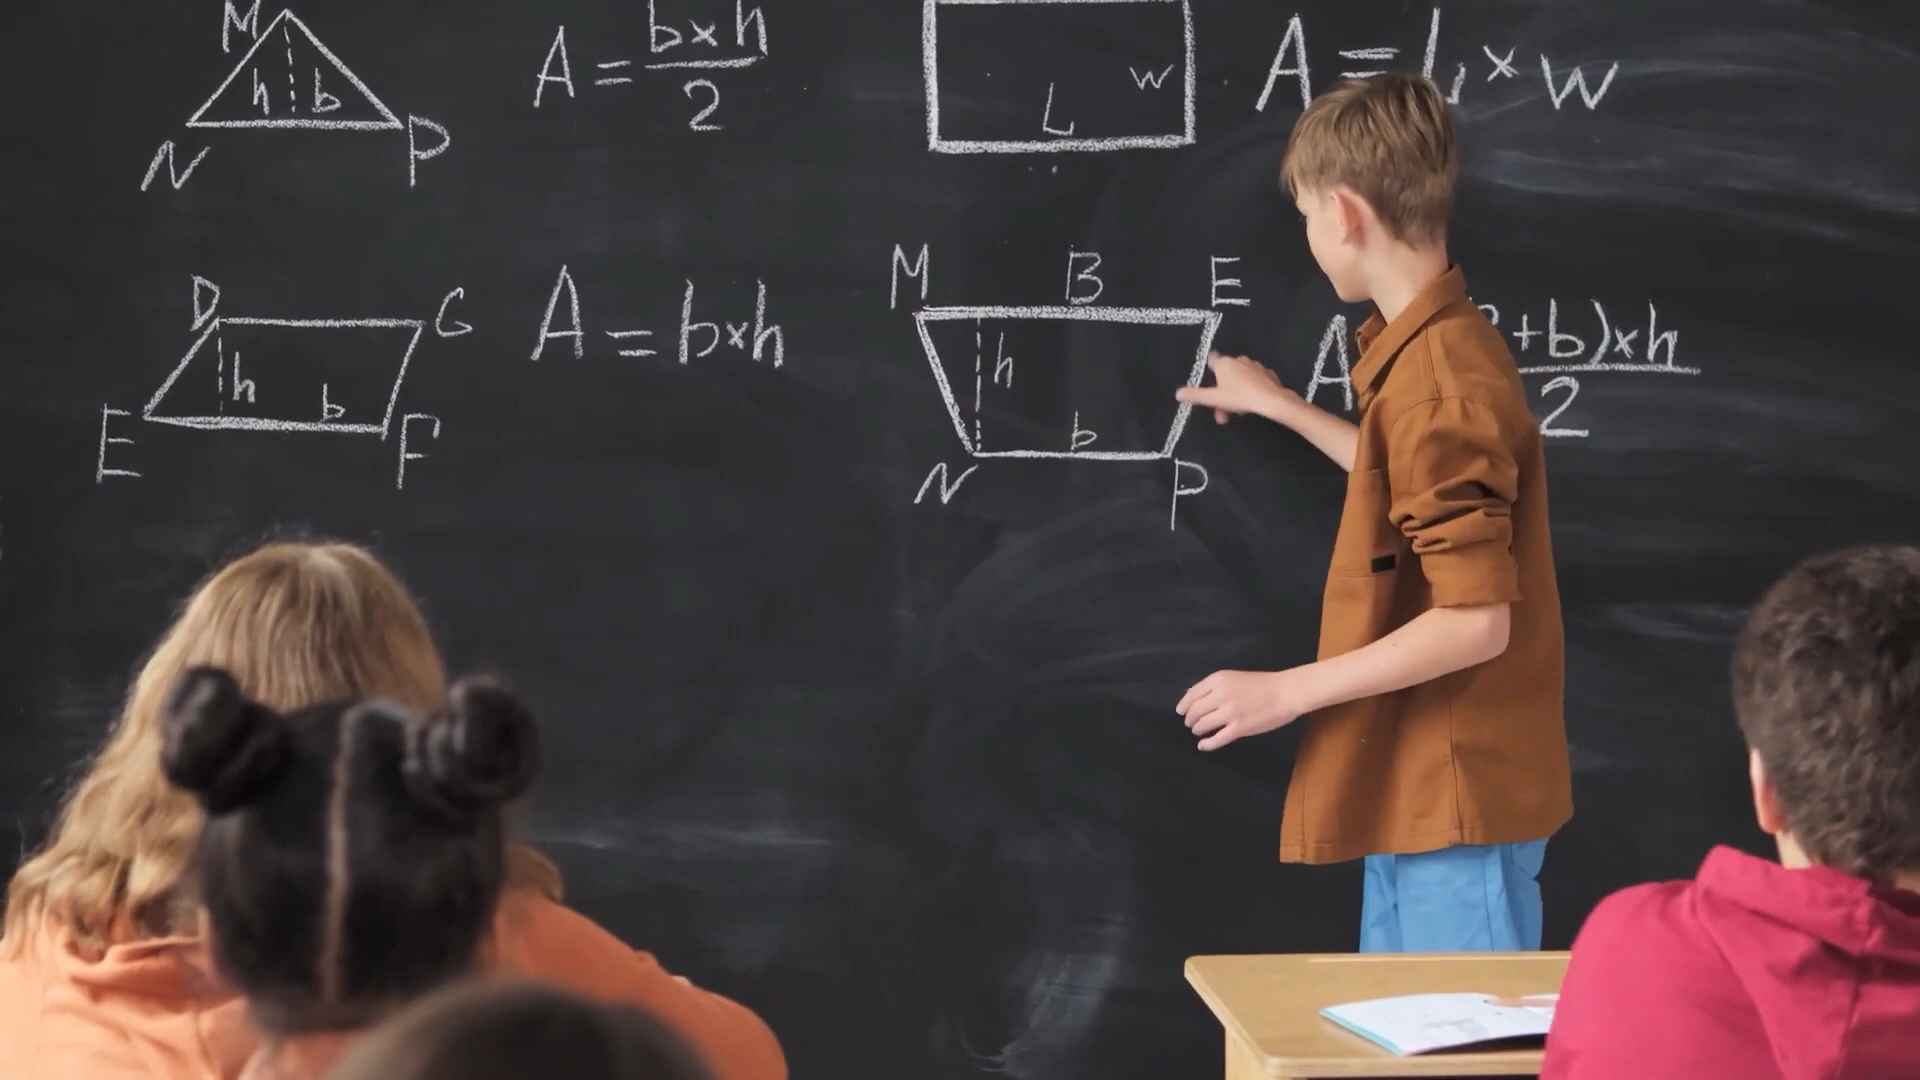 M
h b
N P
A = b×h
2
L w
A = L × w
D G
h b
E F
A = b×h
M B E
h b
N P
A +b)×h
2